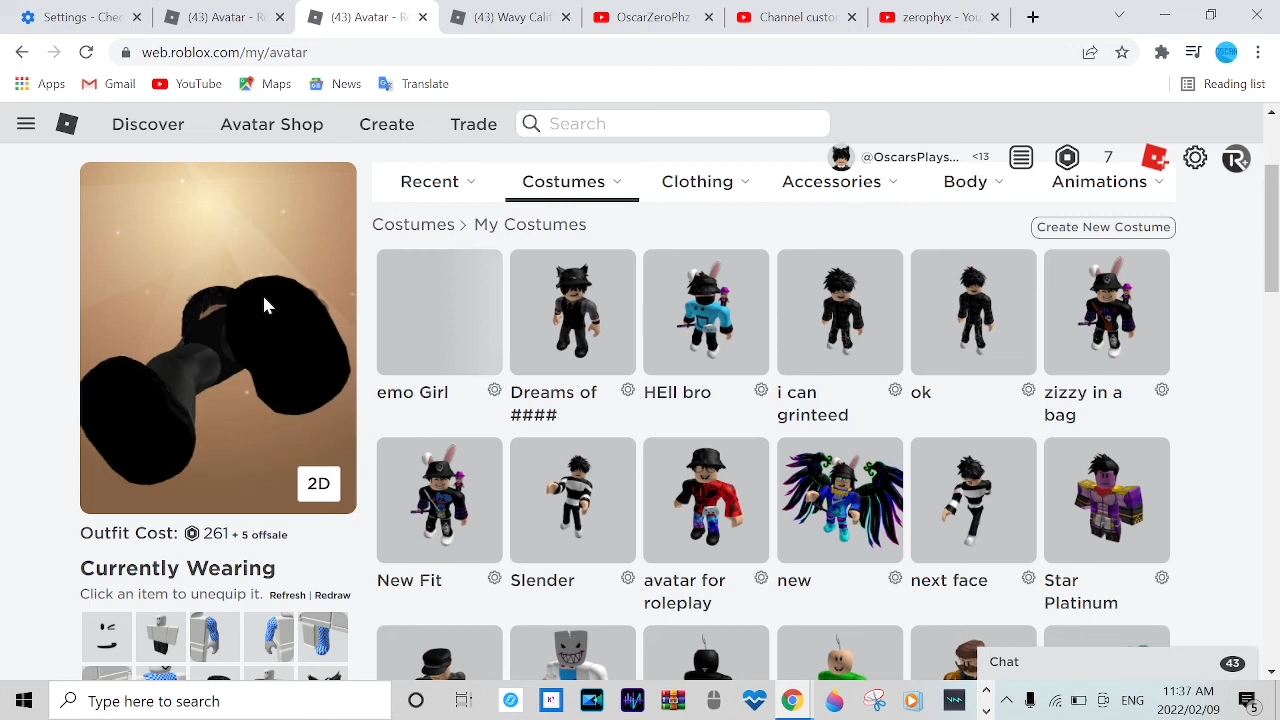 Settings - Chec
(43) Avatar - R
(43) Avatar - Ro
(43) Wavy Calif
OscarZeroPhz
Channel custo
zerophyx - You
web.roblox.com/my/avatar
OSCAR
Apps
Gmail
YouTube
Maps
News
Translate
Reading list
Discover
Avatar Shop
Create
Trade
Search
@OscarsPlays...
<13
7
Recent
Costumes
Clothing
Accessories
Body
Animations
Costumes > My Costumes
Create New Costume
2D
emo Girl
Dreams of
####
HEll bro
i can
grinteed
ok
zizzy in a
bag
New Fit
Slender
avatar for
roleplay
new
next face
Star
Platinum
Outfit Cost: 261 + 5 offsale
Currently Wearing
Click an item to unequip it. Refresh | Redraw
Chat
43
Type here to search
ENG
11:37 AM
2022/02/09
5